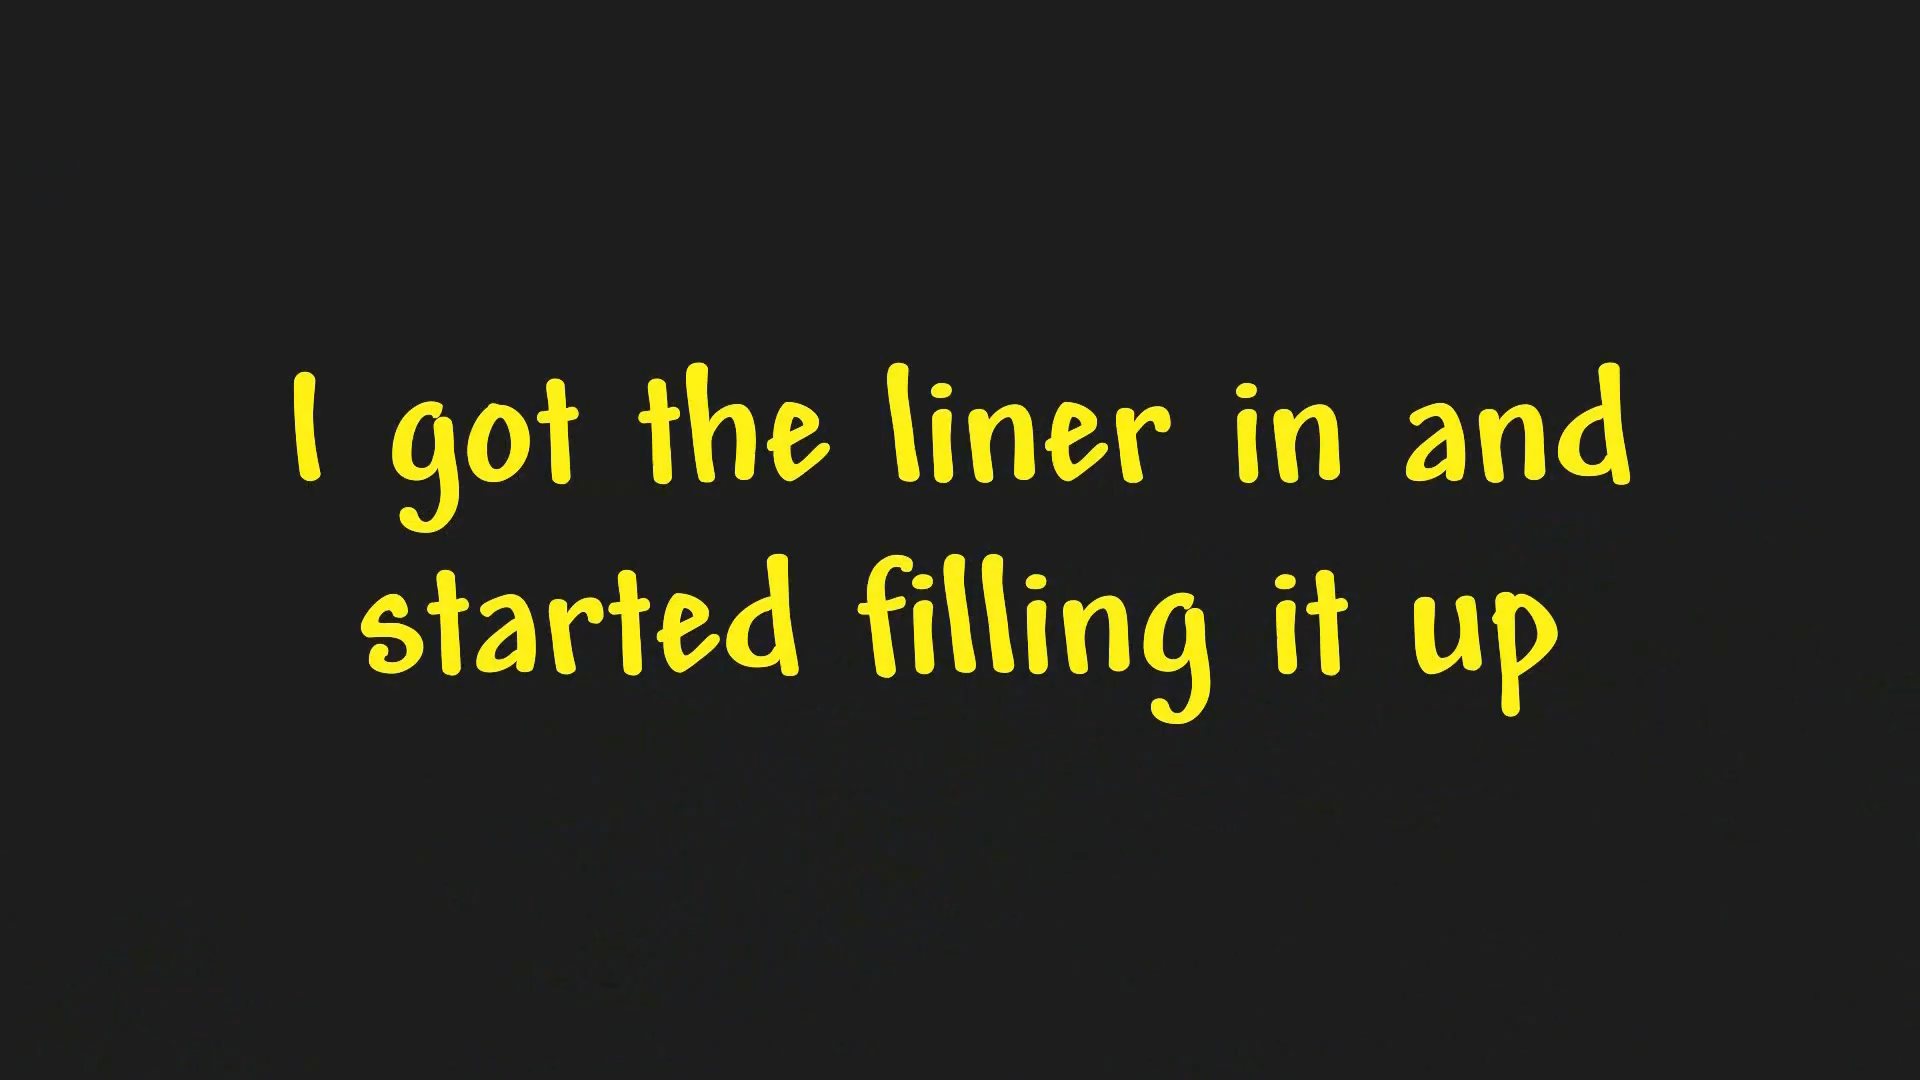 I got the liner in and
started filling it up